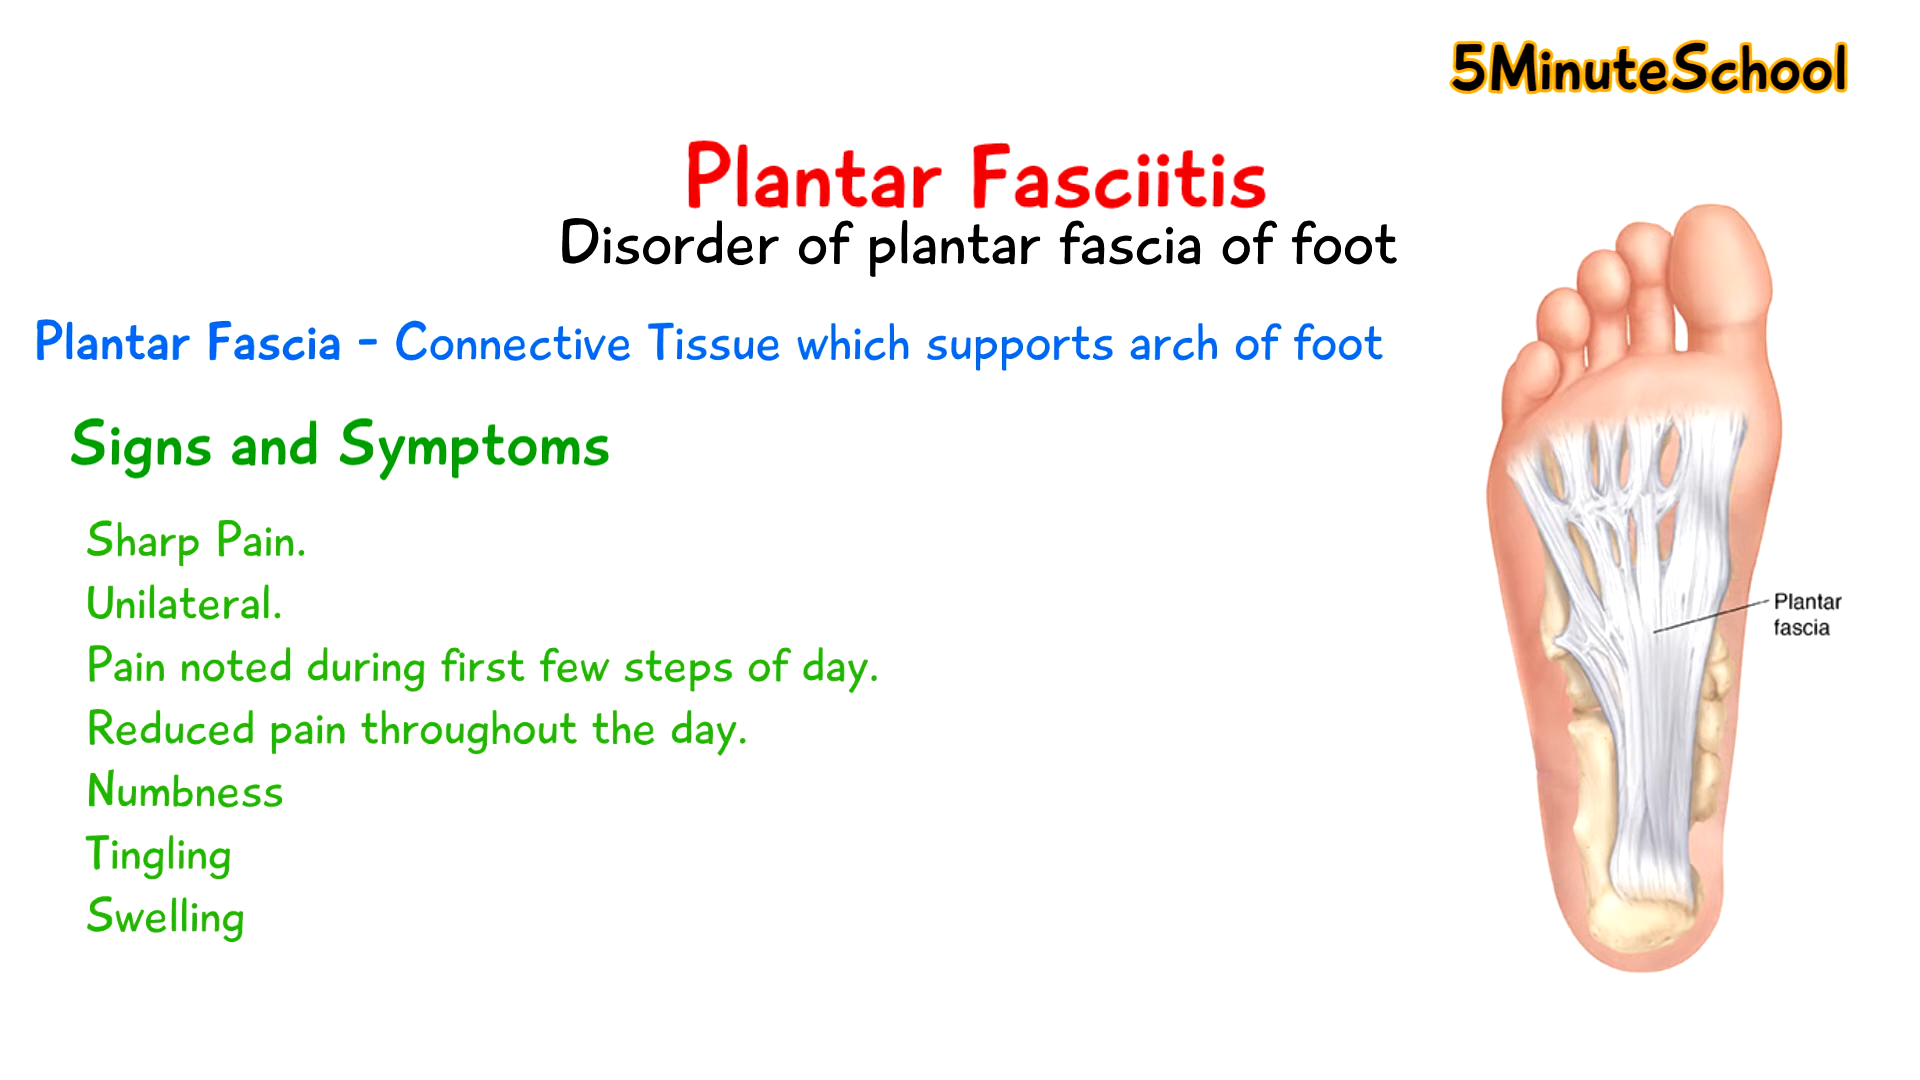 5MinuteSchool
Plantar Fasciitis
Disorder of plantar fascia of foot
Plantar Fascia - Connective Tissue which supports arch of foot
Signs and Symptoms
Sharp Pain.
Unilateral.
Pain noted during first few steps of day.
Reduced pain throughout the day.
Numbness
Tingling
Swelling
Plantar
fascia